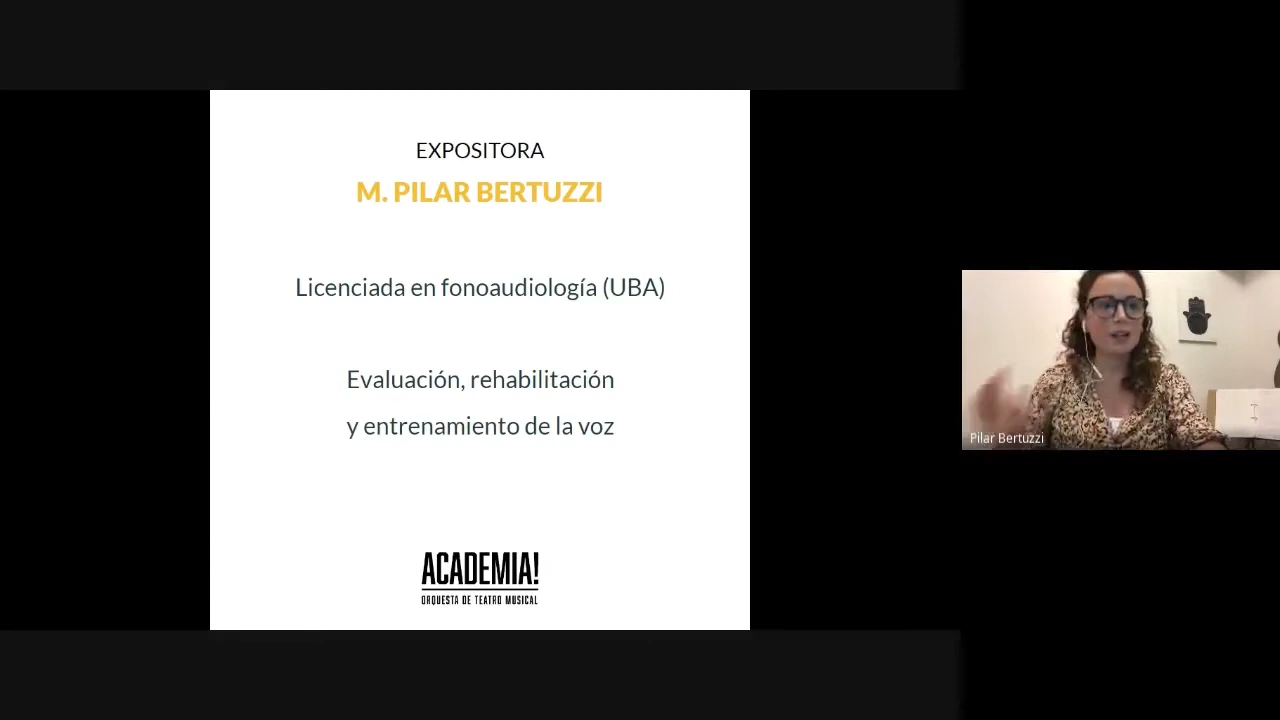 EXPOSITORA
M. PILAR BERTUZZI
Licenciada en fonoaudiología (UBA)
Evaluación, rehabilitación
y entrenamiento de la voz
ACADEMIA!
ORQUESTA DE TEATRO MUSICAL
Pilar Bertuzzi